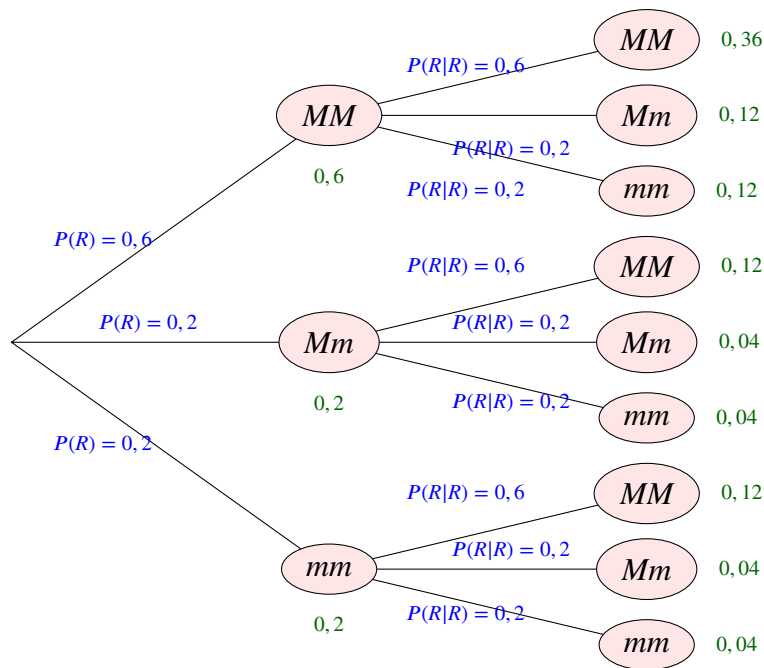 MM 0, 36
P(R|R) = 0, 6
MM
Mm 0, 12
P(R|R) = 0, 2
0, 6
P(R|R) = 0, 2
mm 0, 12
P(R) = 0, 6
P(R|R) = 0, 6
MM 0, 12
P(R) = 0, 2
Mm
P(R|R) = 0, 2
Mm 0, 04
0, 2
P(R|R) = 0, 2
mm 0, 04
P(R) = 0, 2
P(R|R) = 0, 6
MM 0, 12
P(R|R) = 0, 2
mm
Mm 0, 04
0, 2
P(R|R) = 0, 2
mm 0, 04